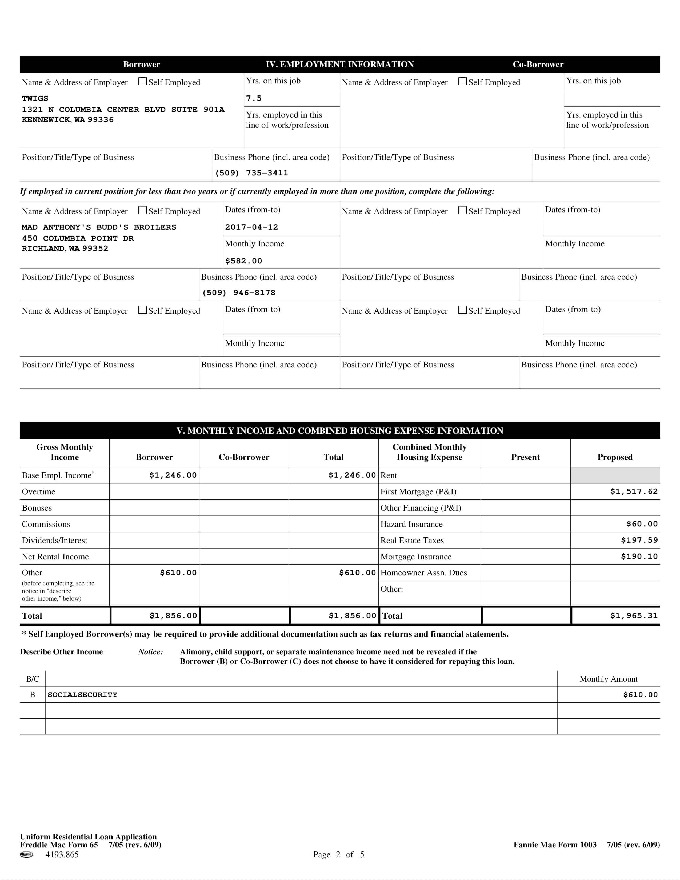 Borrower IV. EMPLOYMENT INFORMATION Co-Borrower
Name & Address of Employer Self Employed Yrs. on this job Name & Address of Employer Self Employed Yrs. on this job
TWIGS 7.5
1321 N COLUMBIA CENTER BLVD SUITE 901A
KENNEWICK, WA 99336
Yrs. employed in this line of work/profession Yrs. employed in this line of work/profession
Position/Title/Type of Business Business Phone (incl. area code) Position/Title/Type of Business Business Phone (incl. area code)
(509) 735-3411
If employed in current position for less than two years or if currently employed in more than one position, complete the following:
Name & Address of Employer Self Employed Dates (from-to) Name & Address of Employer Self Employed Dates (from-to)
MAD ANTHONY'S BUDD'S BROILERS 2017-04-12
450 COLUMBIA POINT DR
RICHLAND, WA 99352
Monthly Income Monthly Income
$582.00
Position/Title/Type of Business Business Phone (incl. area code) Position/Title/Type of Business Business Phone (incl. area code)
(509) 946-8178
Name & Address of Employer Self Employed Dates (from-to) Name & Address of Employer Self Employed Dates (from-to)
Monthly Income Monthly Income
Position/Title/Type of Business Business Phone (incl. area code) Position/Title/Type of Business Business Phone (incl. area code)
V. MONTHLY INCOME AND COMBINED HOUSING EXPENSE INFORMATION
Gross Monthly Income Borrower Co-Borrower Total Combined Monthly Housing Expense Present Proposed
Base Empl. Income* $1,246.00 $1,246.00 Rent
Overtime First Mortgage (P&I) $1,517.62
Bonuses Other Financing (P&I)
Commissions Hazard Insurance $60.00
Dividends/Interest Real Estate Taxes $197.59
Net Rental Income Mortgage Insurance $190.10
Other $610.00 $610.00 Homeowner Assn. Dues
(before completing, see the notice in "describe other income," below) Other:
Total $1,856.00 $1,856.00 Total $1,965.31
* Self Employed Borrower(s) may be required to provide additional documentation such as tax returns and financial statements.
Describe Other Income Notice: Alimony, child support, or separate maintenance income need not be revealed if the
Borrower (B) or Co-Borrower (C) does not choose to have it considered for repaying this loan.
B/C Monthly Amount
B SOCIALSECURITY $610.00
Uniform Residential Loan Application
Freddie Mac Form 65 7/05 (rev. 6/09) Fannie Mae Form 1003 7/05 (rev. 6/09)
4193.865 Page 2 of 5